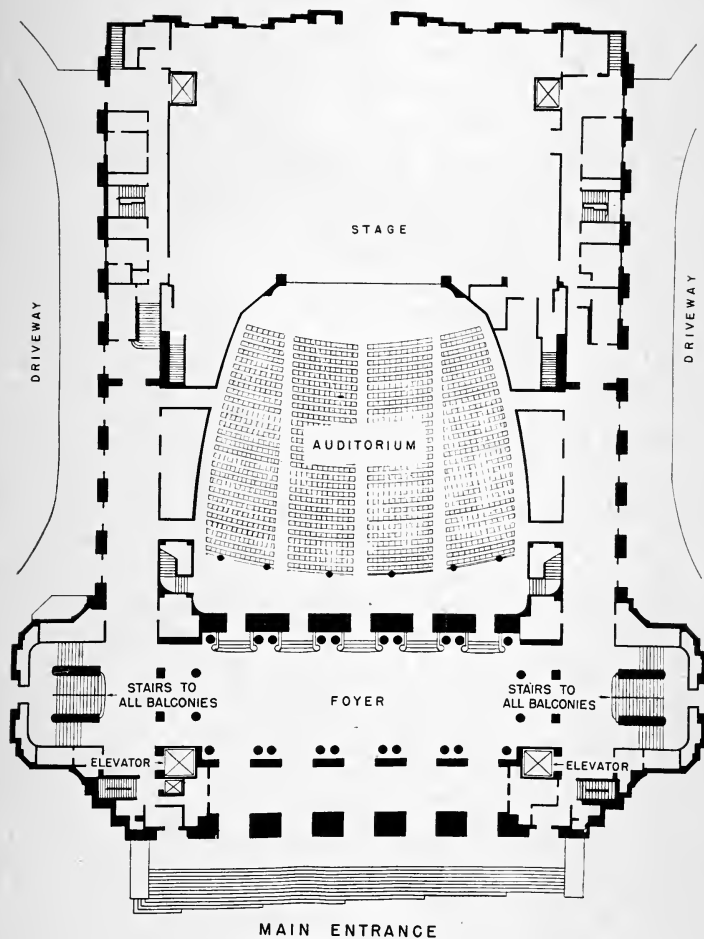 STAGE
DRIVEWAY
DRIVEWAY
AUDITORIUM
STAIRS TO
ALL BALCONIES
FOYER
STAIRS TO
ALL BALCONIES
ELEVATOR
ELEVATOR
MAIN ENTRANCE